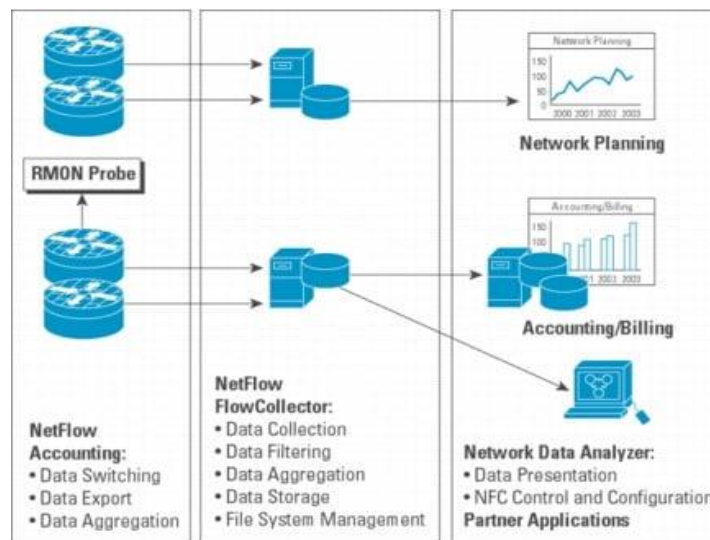 RMON Probe
NetFlow
Accounting:
• Data Switching
• Data Export
• Data Aggregation
NetFlow
FlowCollector:
• Data Collection
• Data Filtering
• Data Aggregation
• Data Storage
• File System Management
Network Planning
150
100
50
0
2000 2001 2002 2003
Network Planning
Accounting/Billing
150
100
2002 2003
Accounting/Billing
Network Data Analyzer:
• Data Presentation
• NFC Control and Configuration
Partner Applications